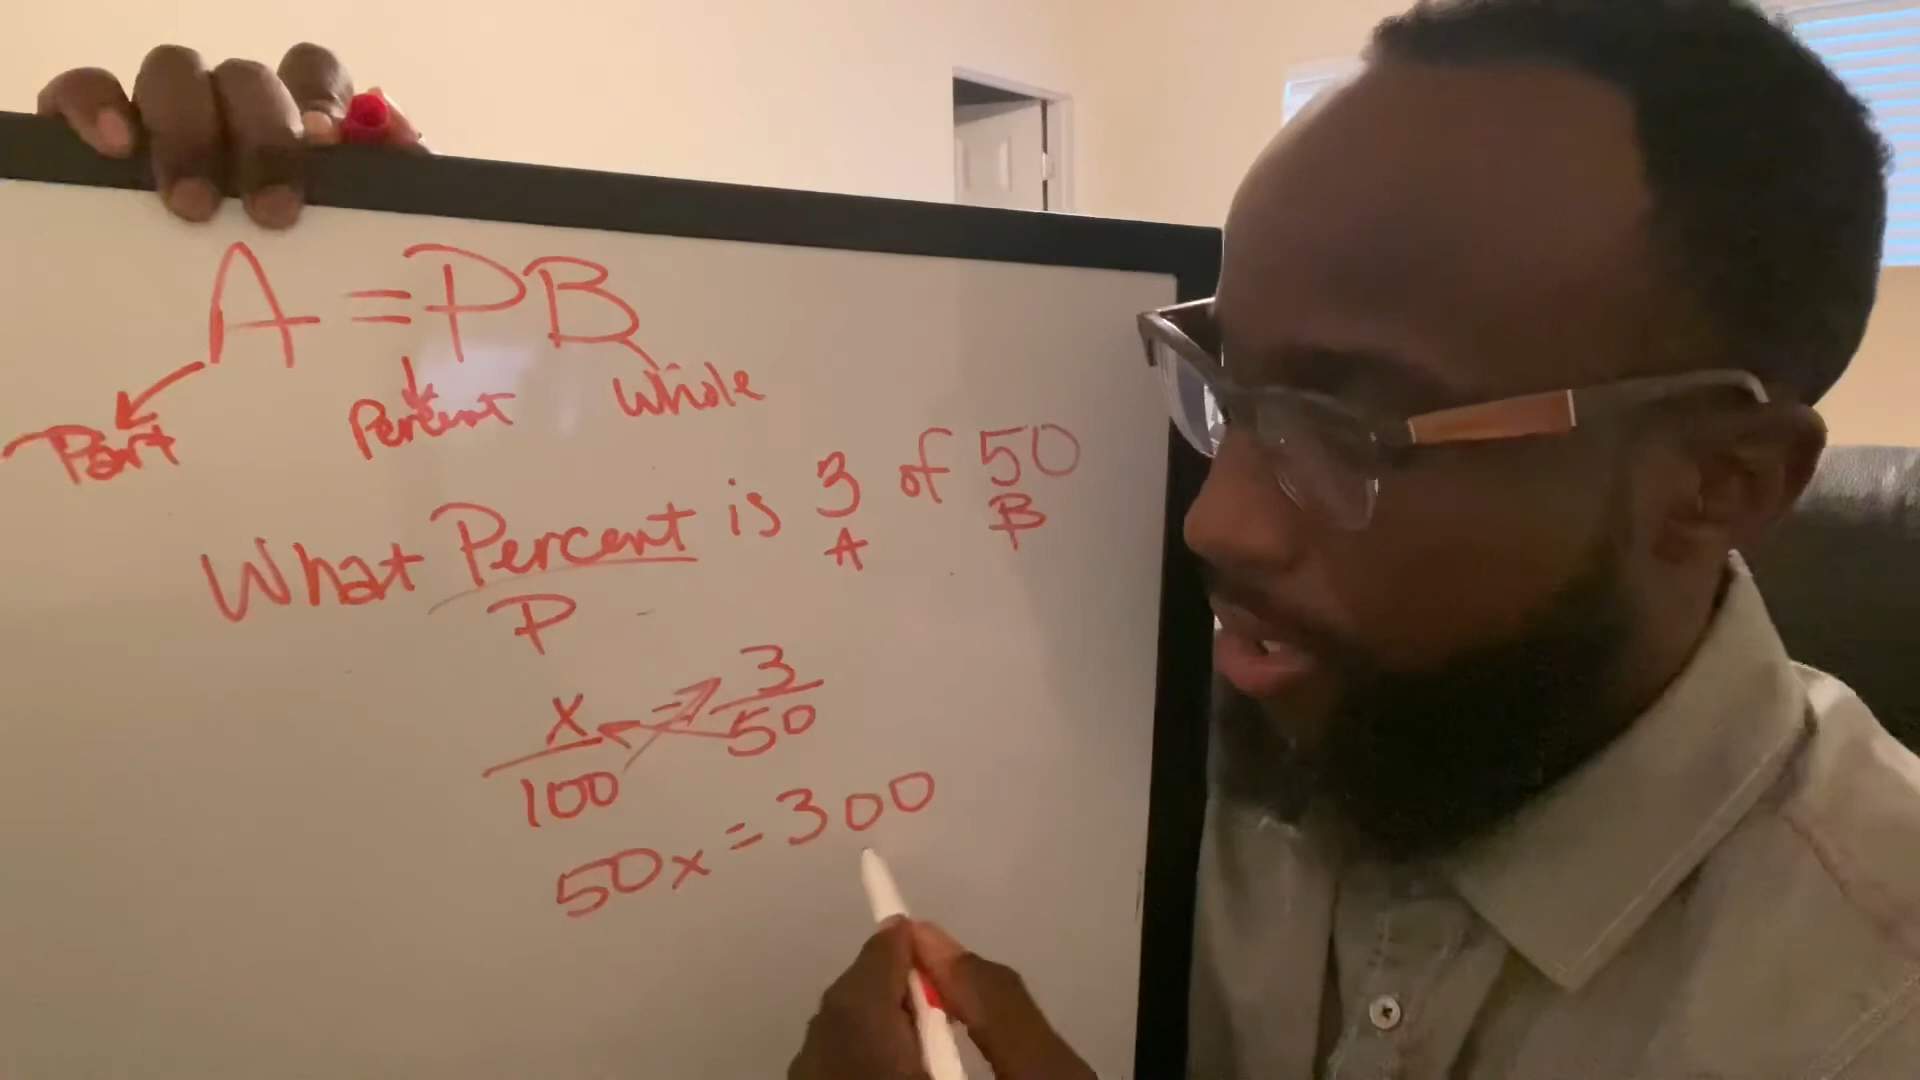 A = PB
Part Percent Whole
What Percent is 3 of 50
P A B
x/100 = 3/50
50x = 300